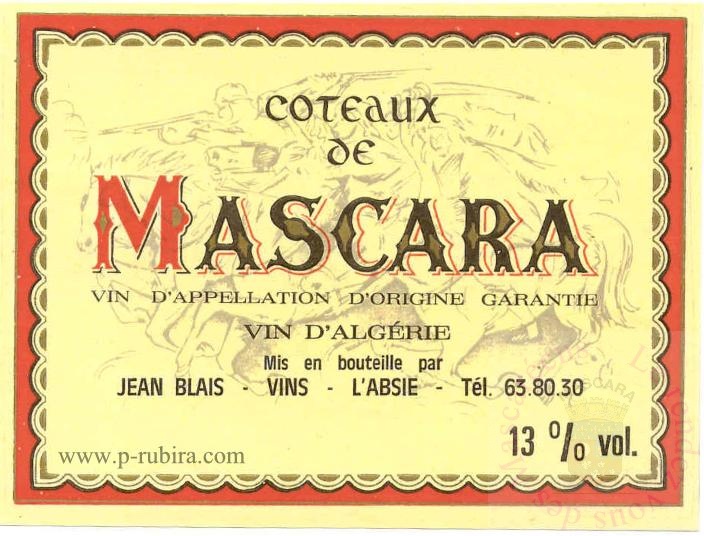 COTEAUX
DE
MASCARA
VIN D'APPELLATION D'ORIGINE GARANTIE
VIN D'ALGÉRIE
Mis en bouteille par
JEAN BLAIS - VINS - L'ABSIE - Tél. 63.80.30
13 % vol.
www.p-rubira.com